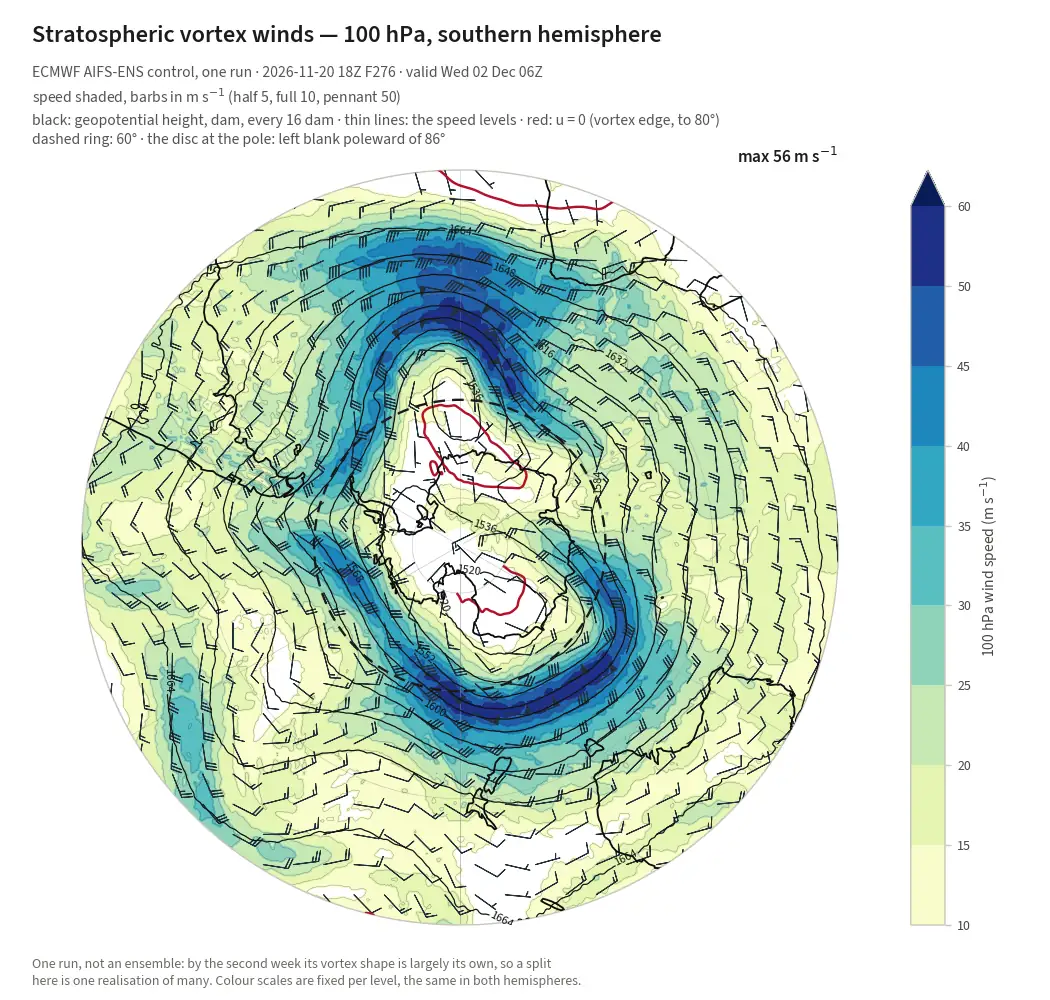 Stratospheric vortex winds — 100 hPa, southern hemisphere
ECMWF AIFS-ENS control, one run · 2026-11-20 18Z F276 · valid Wed 02 Dec 06Z
speed shaded, barbs in m s⁻¹ (half 5, full 10, pennant 50)
black: geopotential height, dam, every 16 dam · thin lines: the speed levels · red: u = 0 (vortex edge, to 80°)
dashed ring: 60° · the disc at the pole: left blank poleward of 86°
max 56 m s⁻¹
60
50
45
40
35
30
25
20
15
10
100 hPa wind speed (m s⁻¹)
1664
1648
1616
1632
1584
1536
1520
1552
1600
1664
1664
1664
One run, not an ensemble: by the second week its vortex shape is largely its own, so a split
here is one realisation of many. Colour scales are fixed per level, the same in both hemispheres.